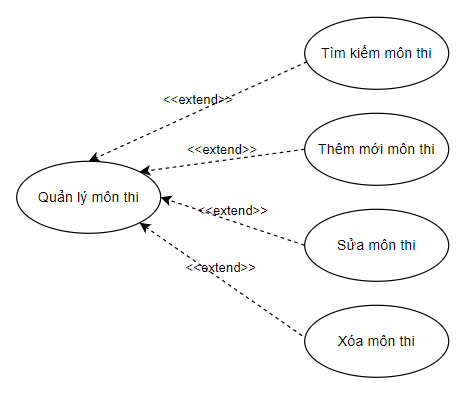 Tìm kiếm môn thi
<<extend>>
Thêm mới môn thi
<<extend>>
Quản lý môn thi
<<extend>>
Sửa môn thi
<<extend>>
Xóa môn thi